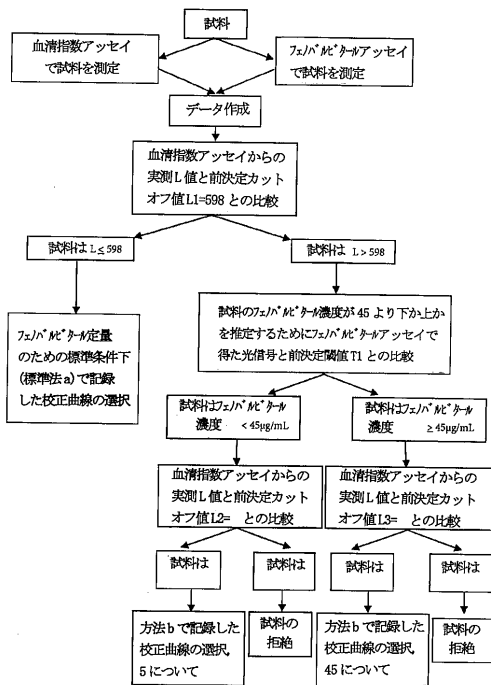 試料
血清指数アッセイ
で試料を測定
フェノバルビタールアッセイ
で試料を測定
データ作成
血清指数アッセイからの
実測L値と前決定カット
オフ値L1=598との比較
試料は L ≤ 598
試料は L > 598
フェノバルビタール定量
のための標準条件下
(標準法a)で記録
した校正曲線の選択
試料のフェノバルビタール濃度が45より下か上か
を推定するためにフェノバルビタールアッセイで
得た光信号と前決定閾値T1との比較
試料はフェノバルビタール
濃度 < 45μg/mL
試料はフェノバルビタール
濃度 ≥ 45μg/mL
血清指数アッセイからの
実測L値と前決定カット
オフ値L2= との比較
血清指数アッセイからの
実測L値と前決定カット
オフ値L3= との比較
試料は
試料は
試料は
試料は
方法bで記録した
校正曲線の選択,
5について
試料の
拒絶
方法bで記録した
校正曲線の選択,
45について
試料の
拒絶